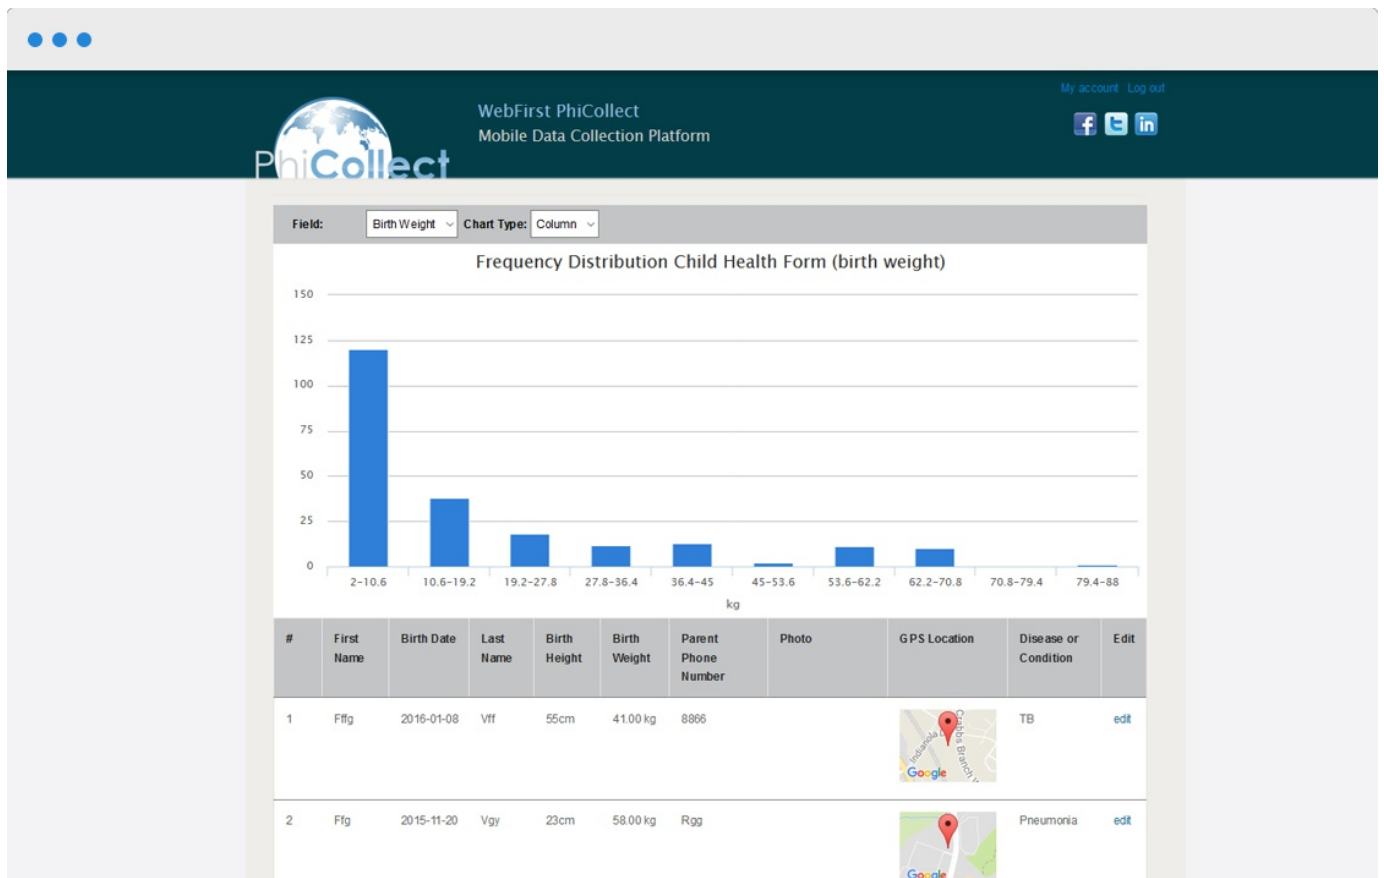 My account Log out
WebFirst PhiCollect
Mobile Data Collection Platform
PhiCollect
Field: Birth Weight Chart Type: Column
Frequency Distribution Child Health Form (birth weight)
150
125
100
75
50
25
0
2-10.6 10.6-19.2 19.2-27.8 27.8-36.4 36.4-45 45-53.6 53.6-62.2 62.2-70.8 70.8-79.4 79.4-88
kg
# First Birth Date Last Birth Birth Parent Photo GPS Location Disease or Edit
Name Name Height Weight Phone Condition
Number
1 Fffg 2016-01-08 Vff 55cm 41.00 kg 8866 TB edit
Indianola
Crabbs Branch
Google
2 Ffg 2015-11-20 Vgy 23cm 58.00 kg Rgg Pneumonia edit
Google